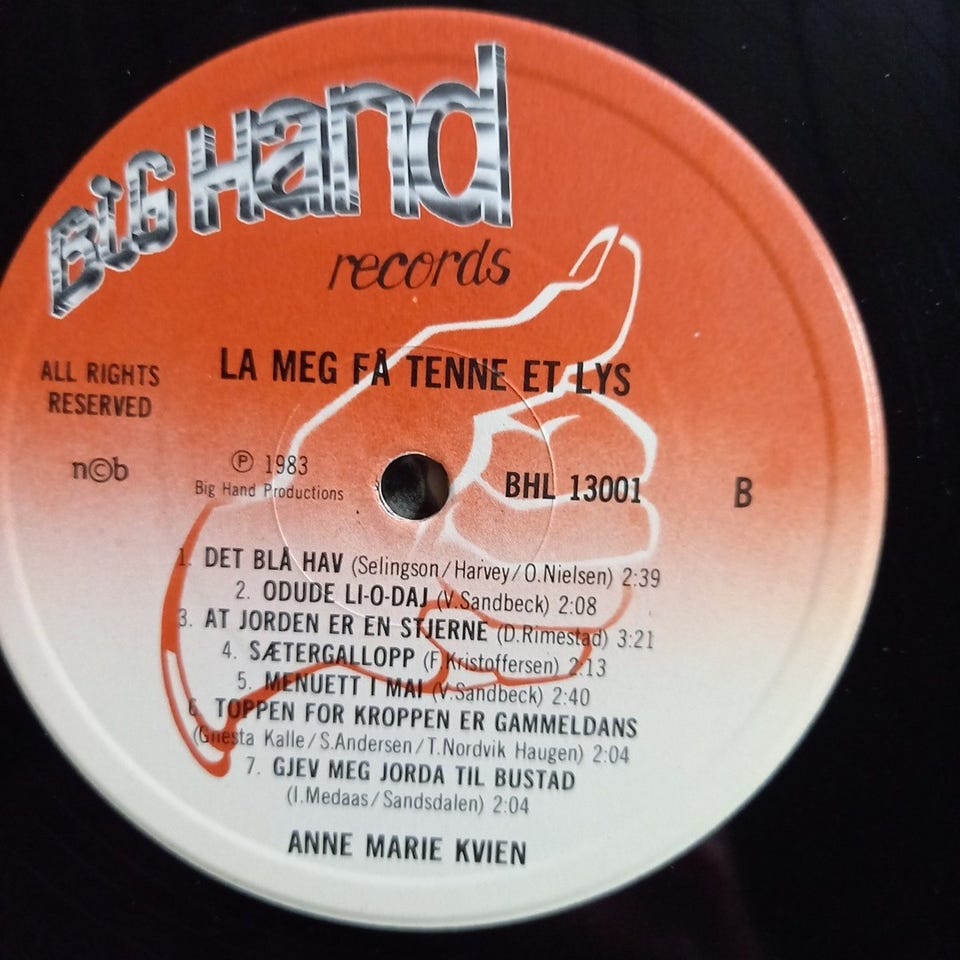 BiG Hand
records
LA MEG FÅ TENNE ET LYS
ALL RIGHTS
RESERVED
n©b
℗ 1983
Big Hand Productions
BHL 13001
B
1. DET BLÅ HAV (Selingson/Harvey/O.Nielsen) 2:39
2. ODUDE LI-O-DAJ (V.Sandbeck) 2:08
3. AT JORDEN ER EN STJERNE (D.Rimestad) 3:21
4. SÆTERGALLOPP (F.Kristoffersen) 2:13
5. MENUETT I MAI (V.Sandbeck) 2:40
6. TOPPEN FOR KROPPEN ER GAMMELDANS
(Gnesta Kalle/S.Andersen/T.Nordvik Haugen) 2:04
7. GJEV MEG JORDA TIL BUSTAD
(I.Medaas/Sandsdalen) 2:04
ANNE MARIE KVIEN